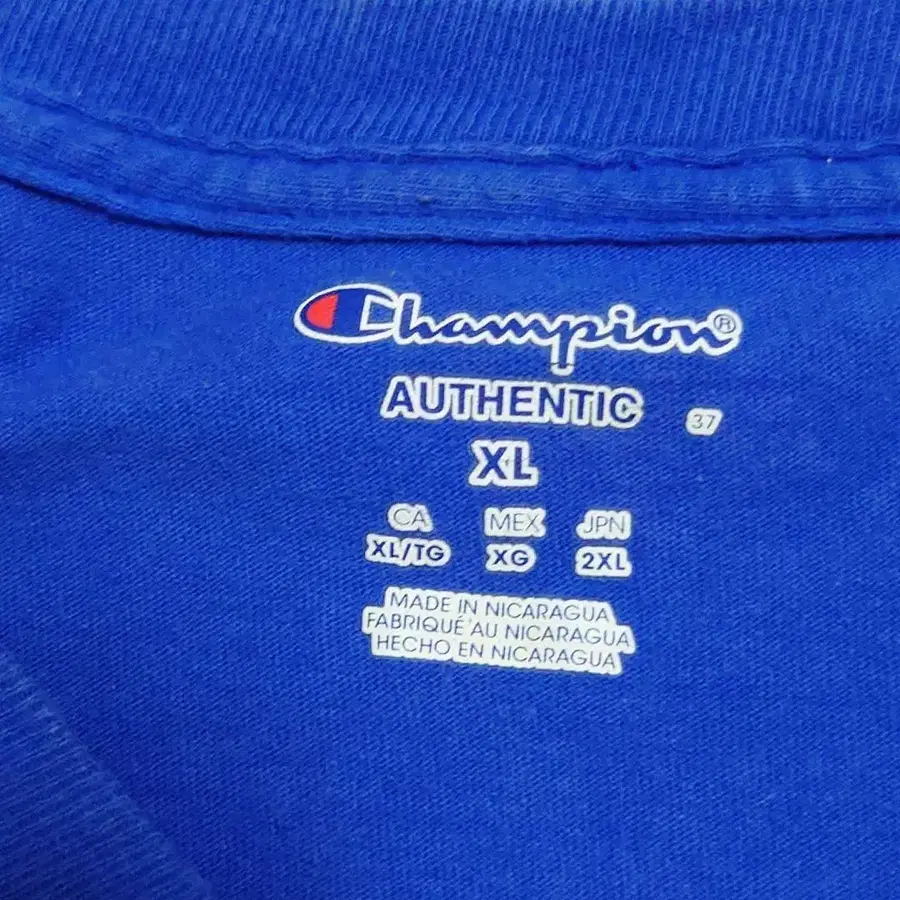 Champion®
AUTHENTIC 37
XL
CA MEX JPN
XL/TG XG 2XL
MADE IN NICARAGUA
FABRIQUÉ AU NICARAGUA
HECHO EN NICARAGUA